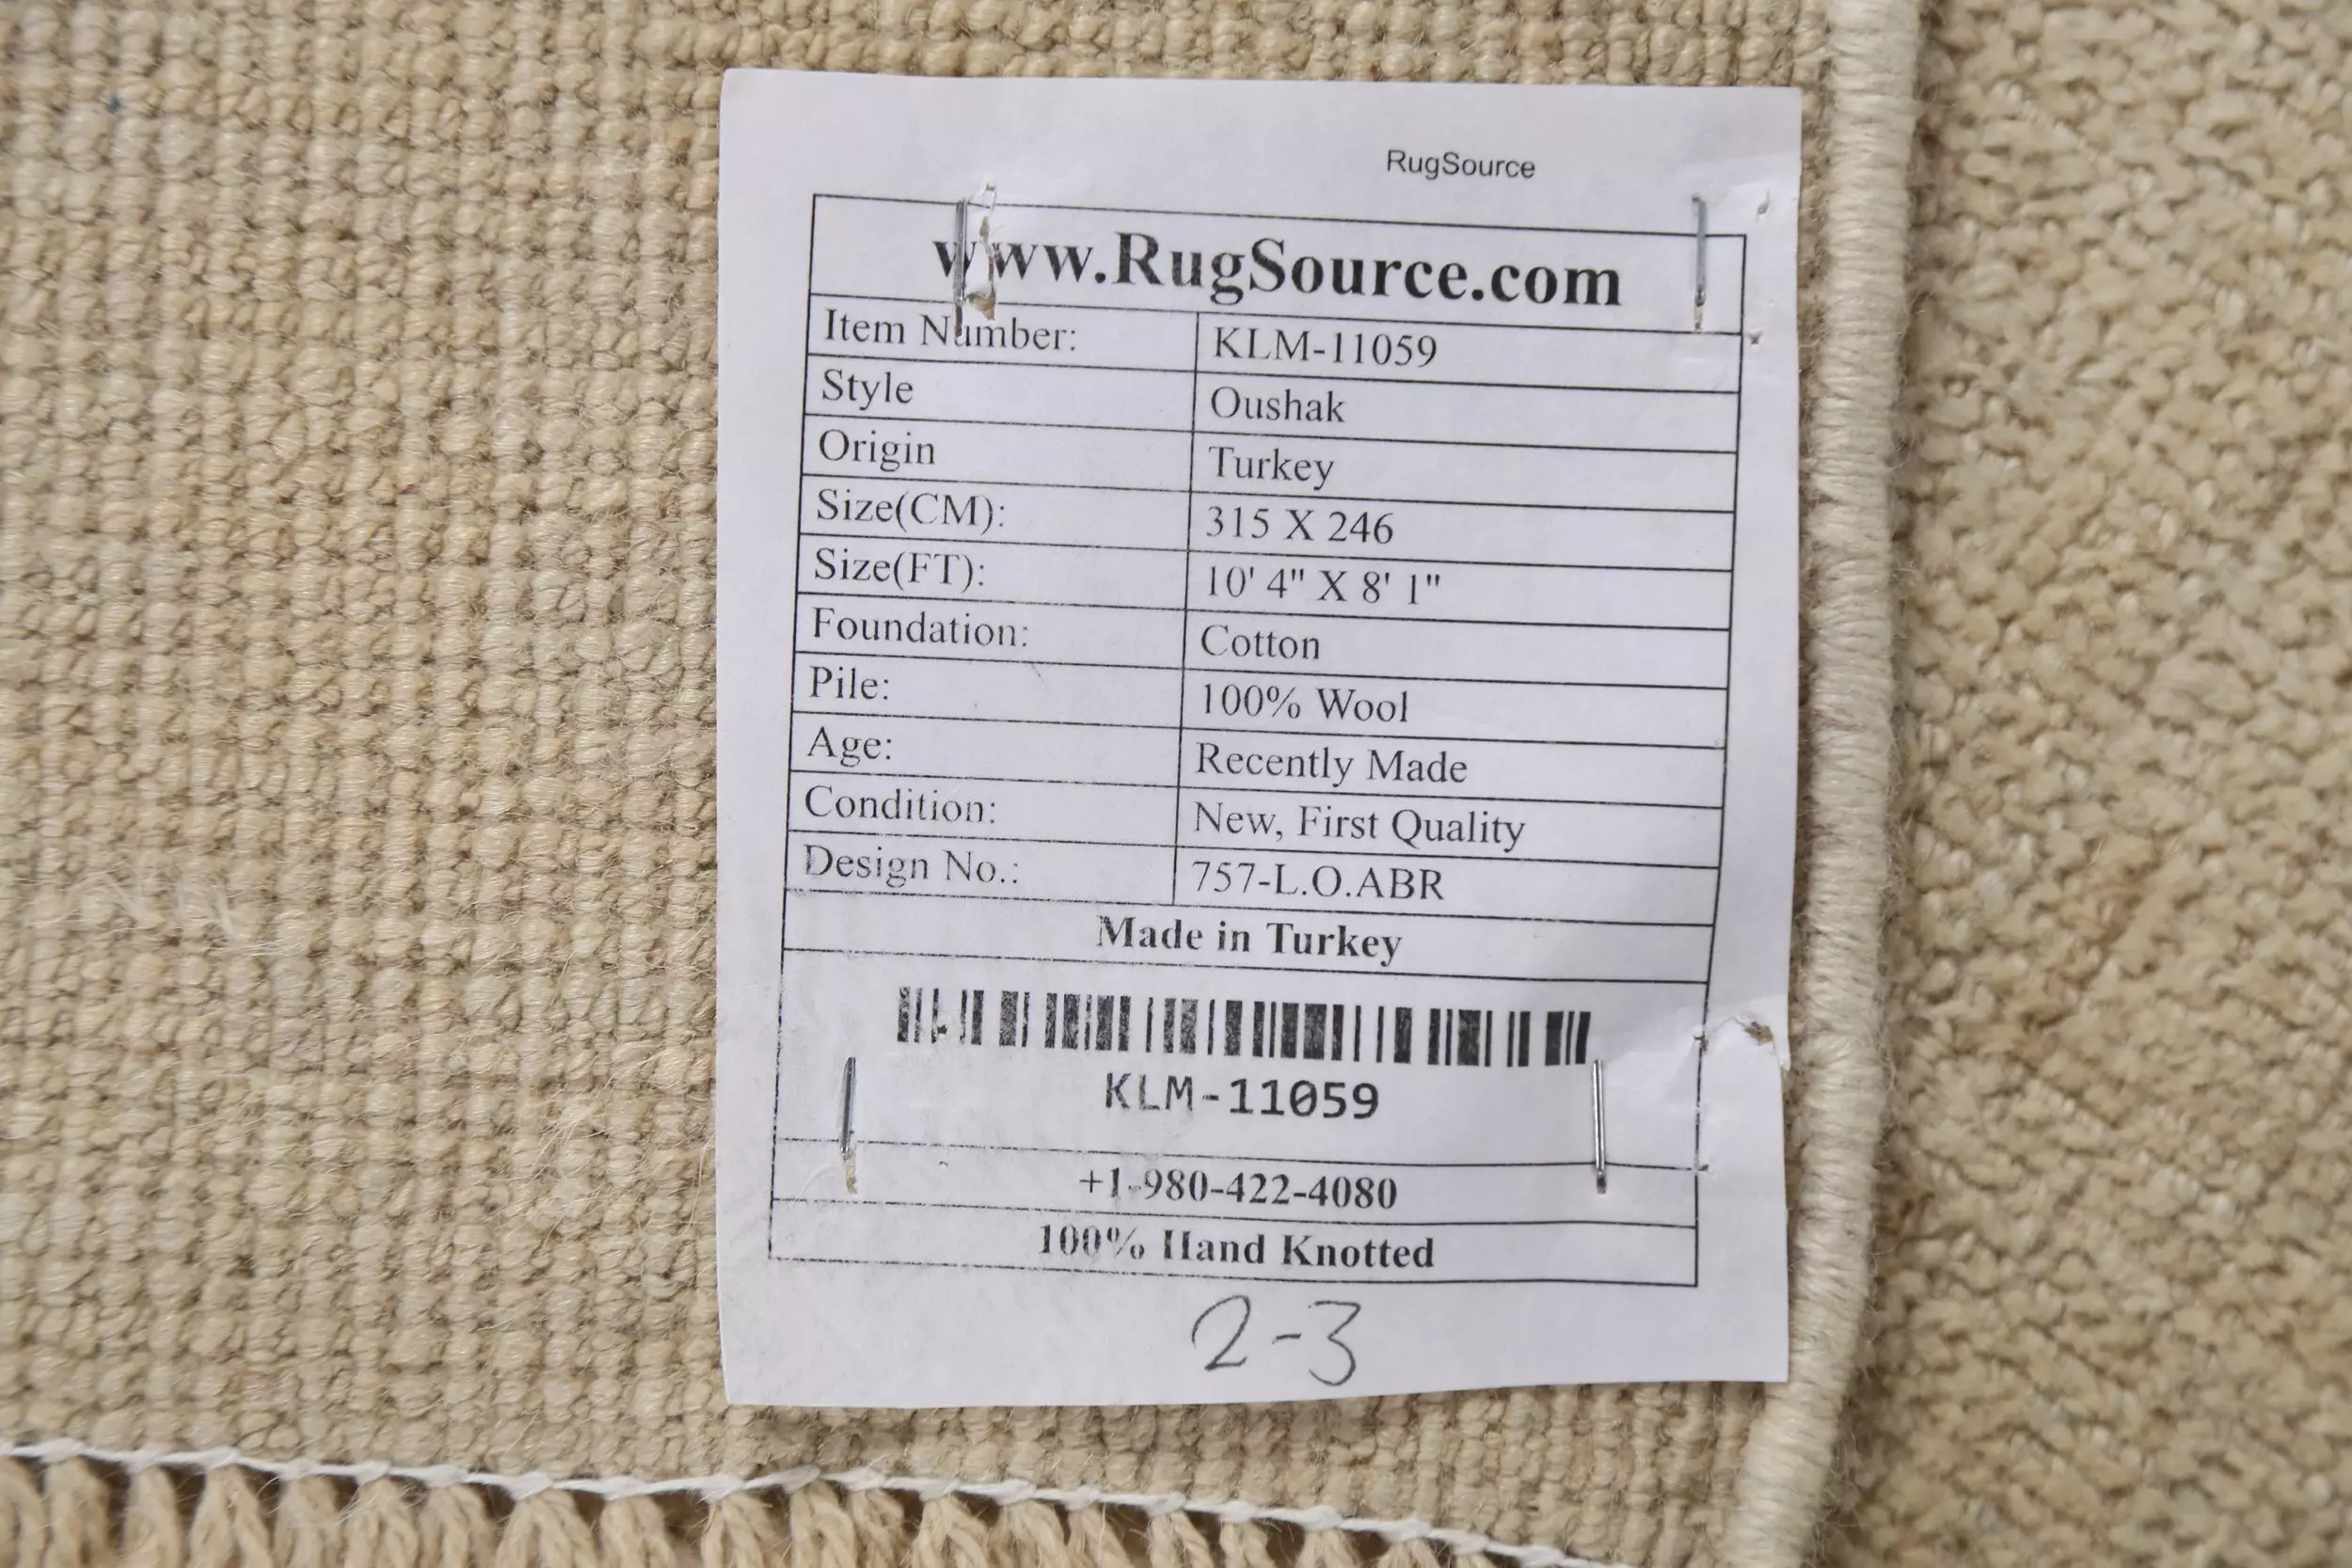 RugSource
www.RugSource.com
Item Number: KLM-11059
Style Oushak
Origin Turkey
Size(CM): 315 X 246
Size(FT): 10' 4" X 8' 1"
Foundation: Cotton
Pile: 100% Wool
Age: Recently Made
Condition: New, First Quality
Design No.: 757-L.O.ABR
Made in Turkey
KLM-11059
+1-980-422-4080
100% Hand Knotted
2-3